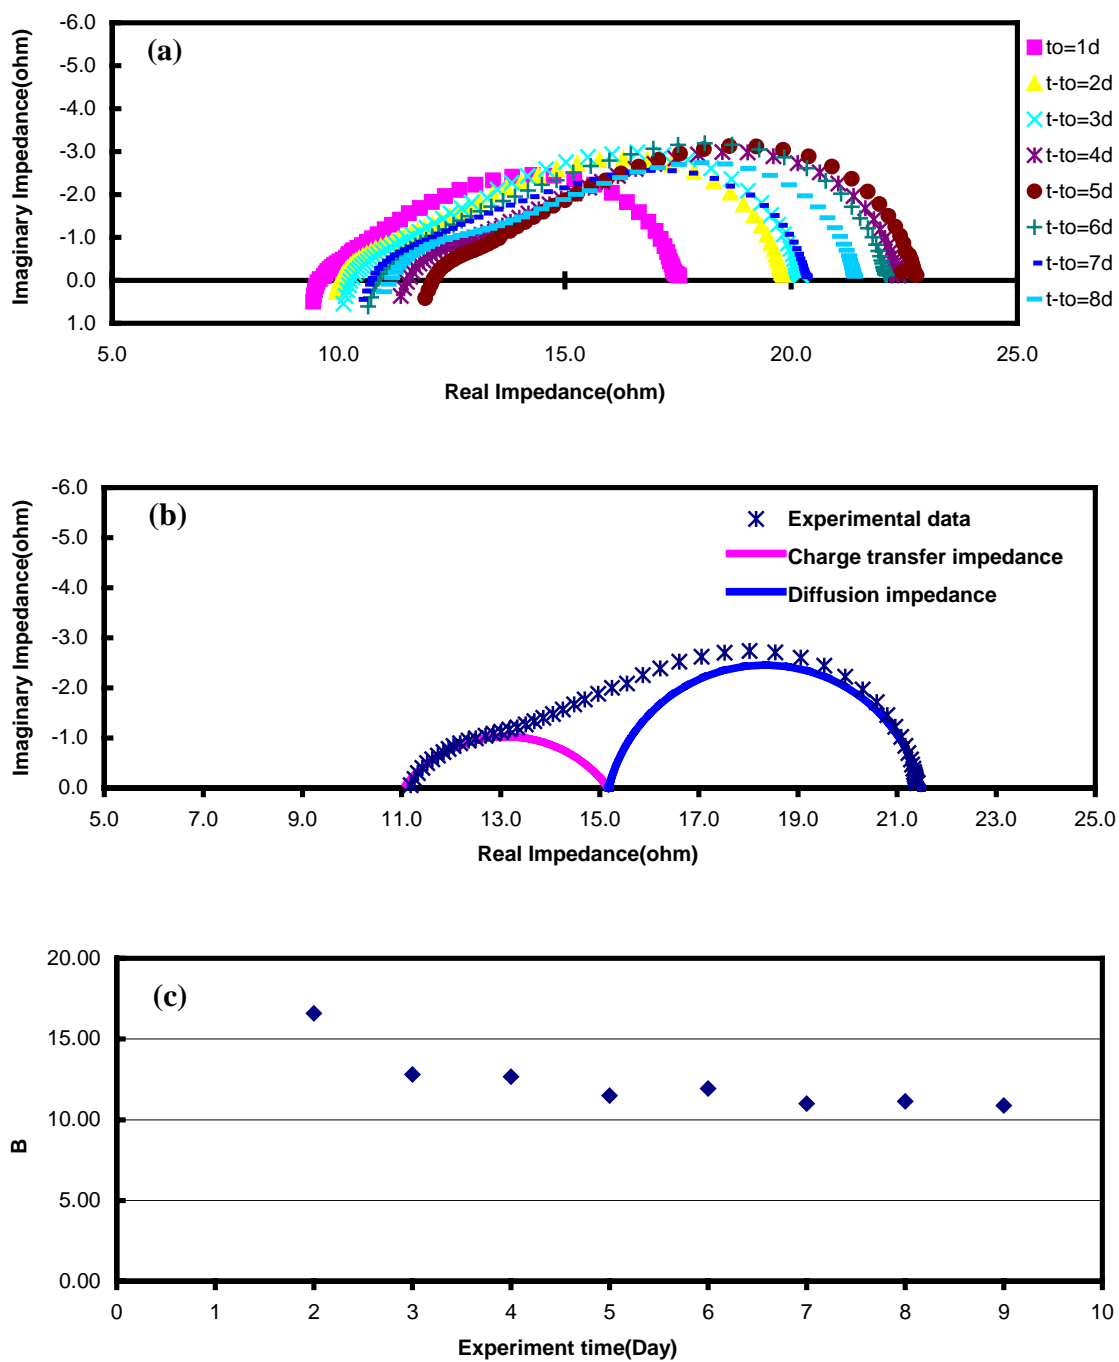 (a)
Imaginary Impedance(ohm)
-6.0
-5.0
-4.0
-3.0
-2.0
-1.0
0.0
1.0
5.0 10.0 15.0 20.0 25.0
Real Impedance(ohm)
to=1d
t-to=2d
t-to=3d
t-to=4d
t-to=5d
t-to=6d
t-to=7d
t-to=8d
(b)
Imaginary Impedance(ohm)
-6.0
-5.0
-4.0
-3.0
-2.0
-1.0
0.0
Experimental data
Charge transfer impedance
Diffusion impedance
5.0 7.0 9.0 11.0 13.0 15.0 17.0 19.0 21.0 23.0 25.0
Real Impedance(ohm)
(c)
B
20.00
15.00
10.00
5.00
0.00
0 1 2 3 4 5 6 7 8 9 10
Experiment time(Day)